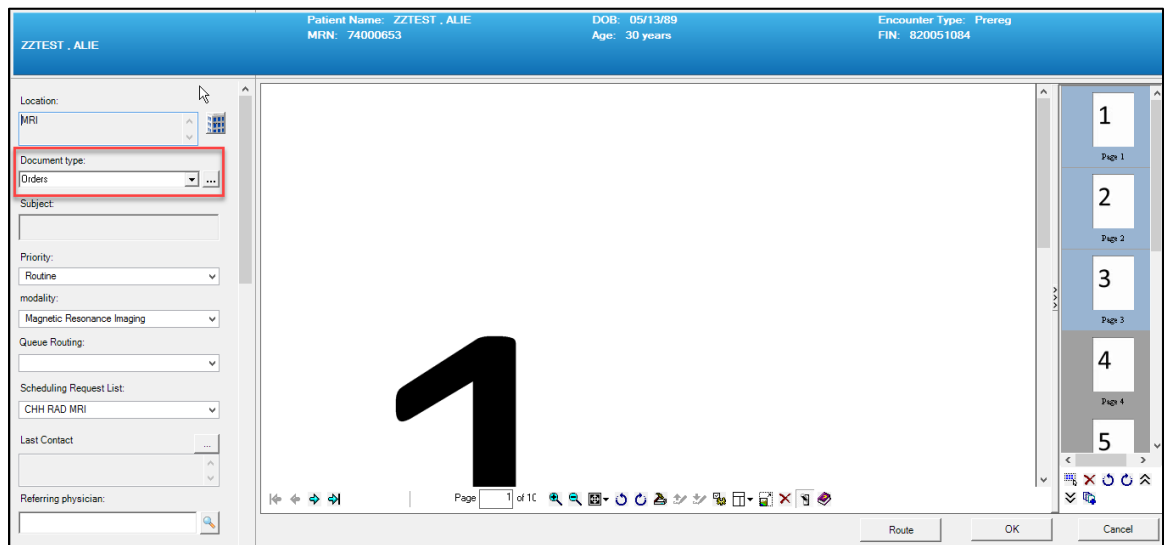 ZZTEST , ALIE
Patient Name: ZZTEST , ALIE
MRN: 74000653
DOB: 05/13/89
Age: 30 years
Encounter Type: Prereg
FIN: 820051084
Location:
MRI
Document type:
Orders
...
Subject:
Priority:
Routine
modality:
Magnetic Resonance Imaging
Queue Routing:
Scheduling Request List:
CHH RAD MRI
Last Contact
...
Referring physician:
1
Page 1 of 10
1
Page 1
2
Page 2
3
Page 3
4
Page 4
5
Route
OK
Cancel